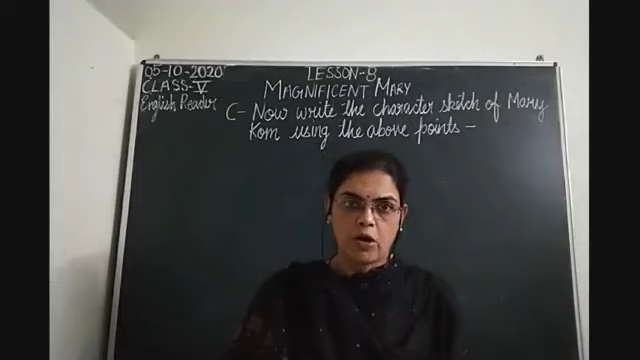 05-10-2020
CLASS-V
English Reader
LESSON-8
MAGNIFICENT MARY
C- Now write the character sketch of Mary
Kom using the above points -